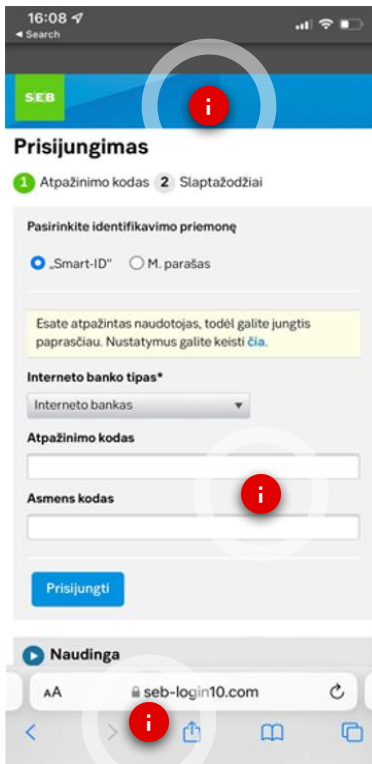 16:08
◄ Search
SEB
i
Prisijungimas
1 Atpažinimo kodas 2 Slaptažodžiai
Pasirinkite identifikavimo priemonę
„Smart-ID" M. parašas
Esate atpažintas naudotojas, todėl galite jungtis
paprasčiau. Nustatymus galite keisti čia.
Interneto banko tipas*
Interneto bankas
Atpažinimo kodas
i
Asmens kodas
Prisijungti
Naudinga
AA seb-login10.com
i